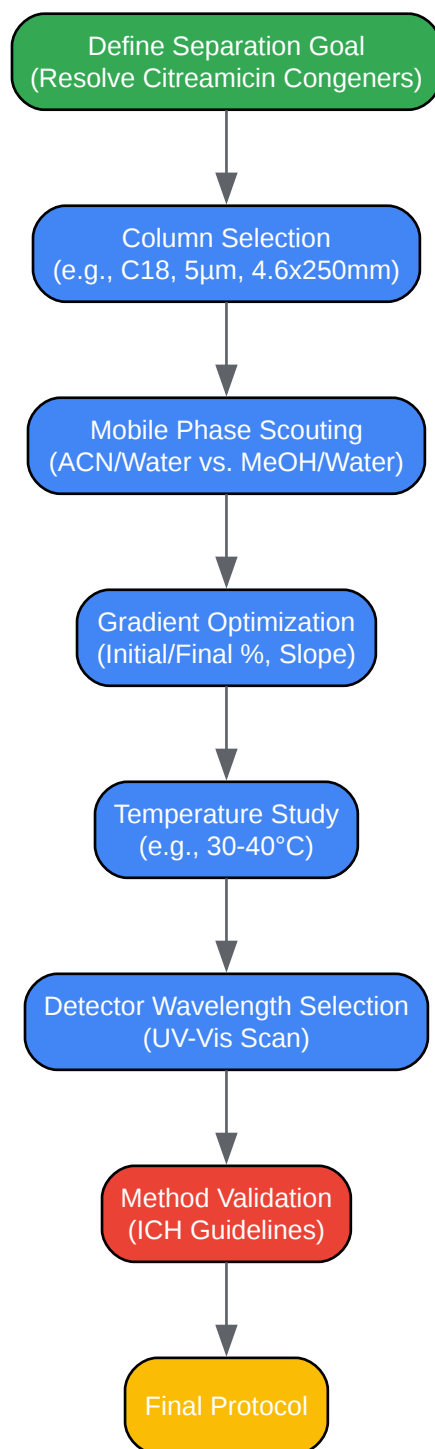 Define Separation Goal
(Resolve Citreamicin Congeners)
Column Selection
(e.g., C18, 5µm, 4.6x250mm)
Mobile Phase Scouting
(ACN/Water vs. MeOH/Water)
Gradient Optimization
(Initial/Final %, Slope)
Temperature Study
(e.g., 30-40°C)
Detector Wavelength Selection
(UV-Vis Scan)
Method Validation
(ICH Guidelines)
Final Protocol